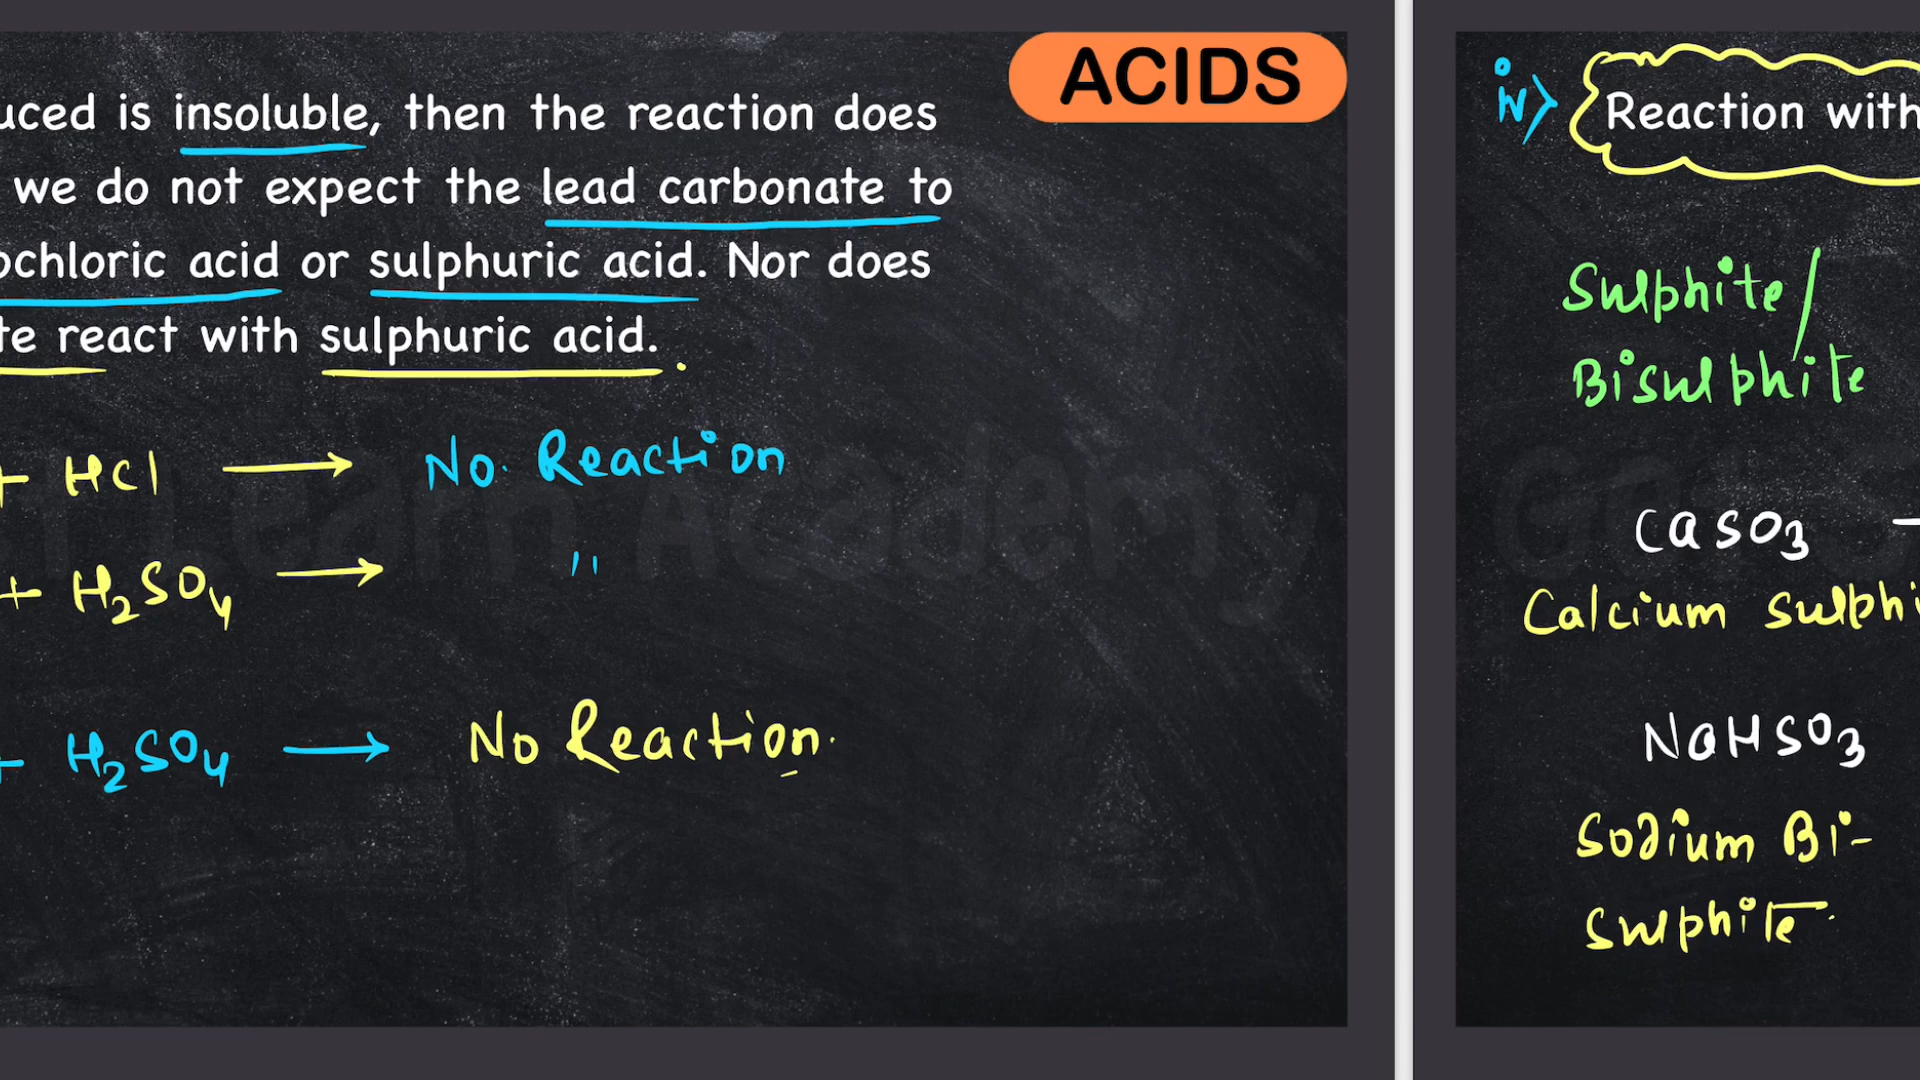 ACIDS
uced is insoluble, then the reaction does
we do not expect the lead carbonate to
ochloric acid or sulphuric acid. Nor does
te react with sulphuric acid.
+ HCl → No. Reaction
+ H₂SO₄ → "
+ H₂SO₄ → No Reaction.
Learn Academy
iv) Reaction with
Sulphite/
Bisulphite
CaSO₃
Calcium sulphi
NaHSO₃
Sodium Bi-
sulphite.